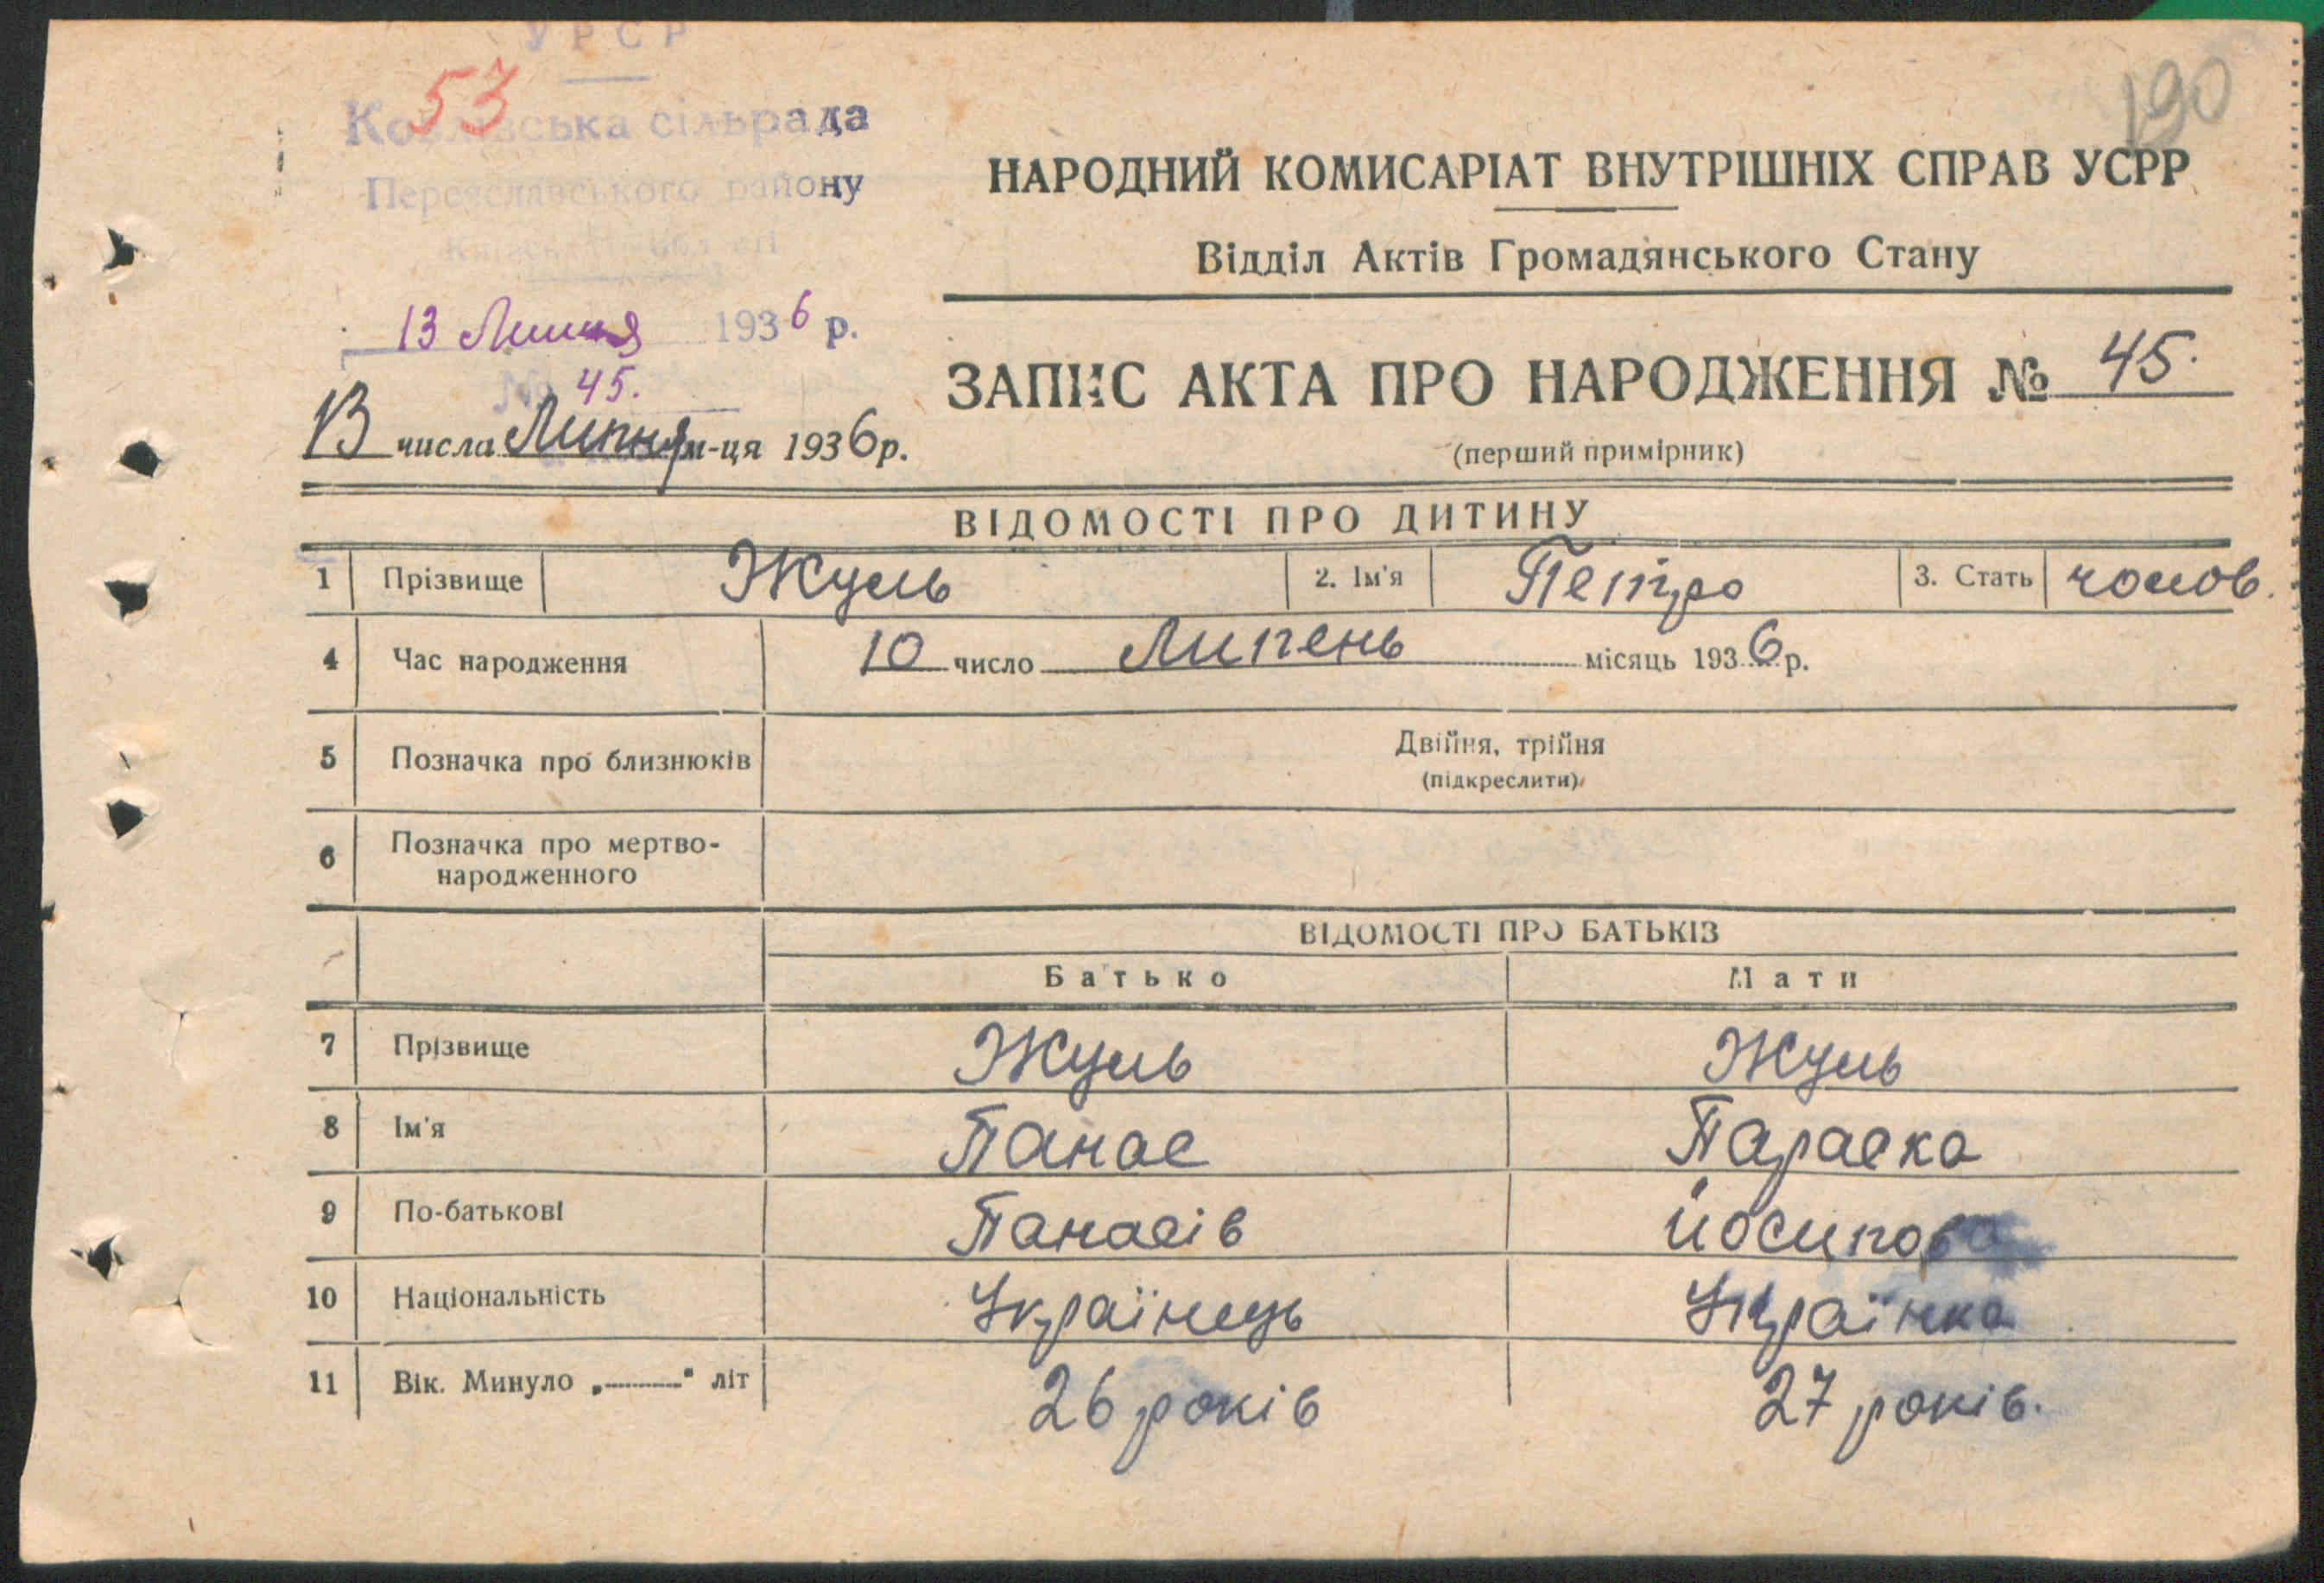 УРСР
53
190
сільрада
Переяславського району
НАРОДНИЙ КОМИСАРІАТ ВНУТРІШНІХ СПРАВ УСРР
Відділ Актів Громадянського Стану
13 Липня 1936 р.
№ 45.
ЗАПИС АКТА ПРО НАРОДЖЕННЯ № 45.
13 числа Липня м-ця 1936 р.
(перший примірник)
ВІДОМОСТІ ПРО ДИТИНУ
1 Прізвище Жуль 2. Ім'я Петро 3. Стать чолов.
4 Час народження 10 число Липень місяць 1936 р.
5 Позначка про близнюків Двійня, трійня
(підкреслити)
6 Позначка про мертво-
народженного
ВІДОМОСТІ ПРО БАТЬКІВ
Батько Мати
7 Прізвище Жуль Жуль
8 Ім'я Панас Параска
9 По-батькові Панасів Йосипова
10 Національність Українець Українка
11 Вік. Минуло „——" літ 26 років 27 років.